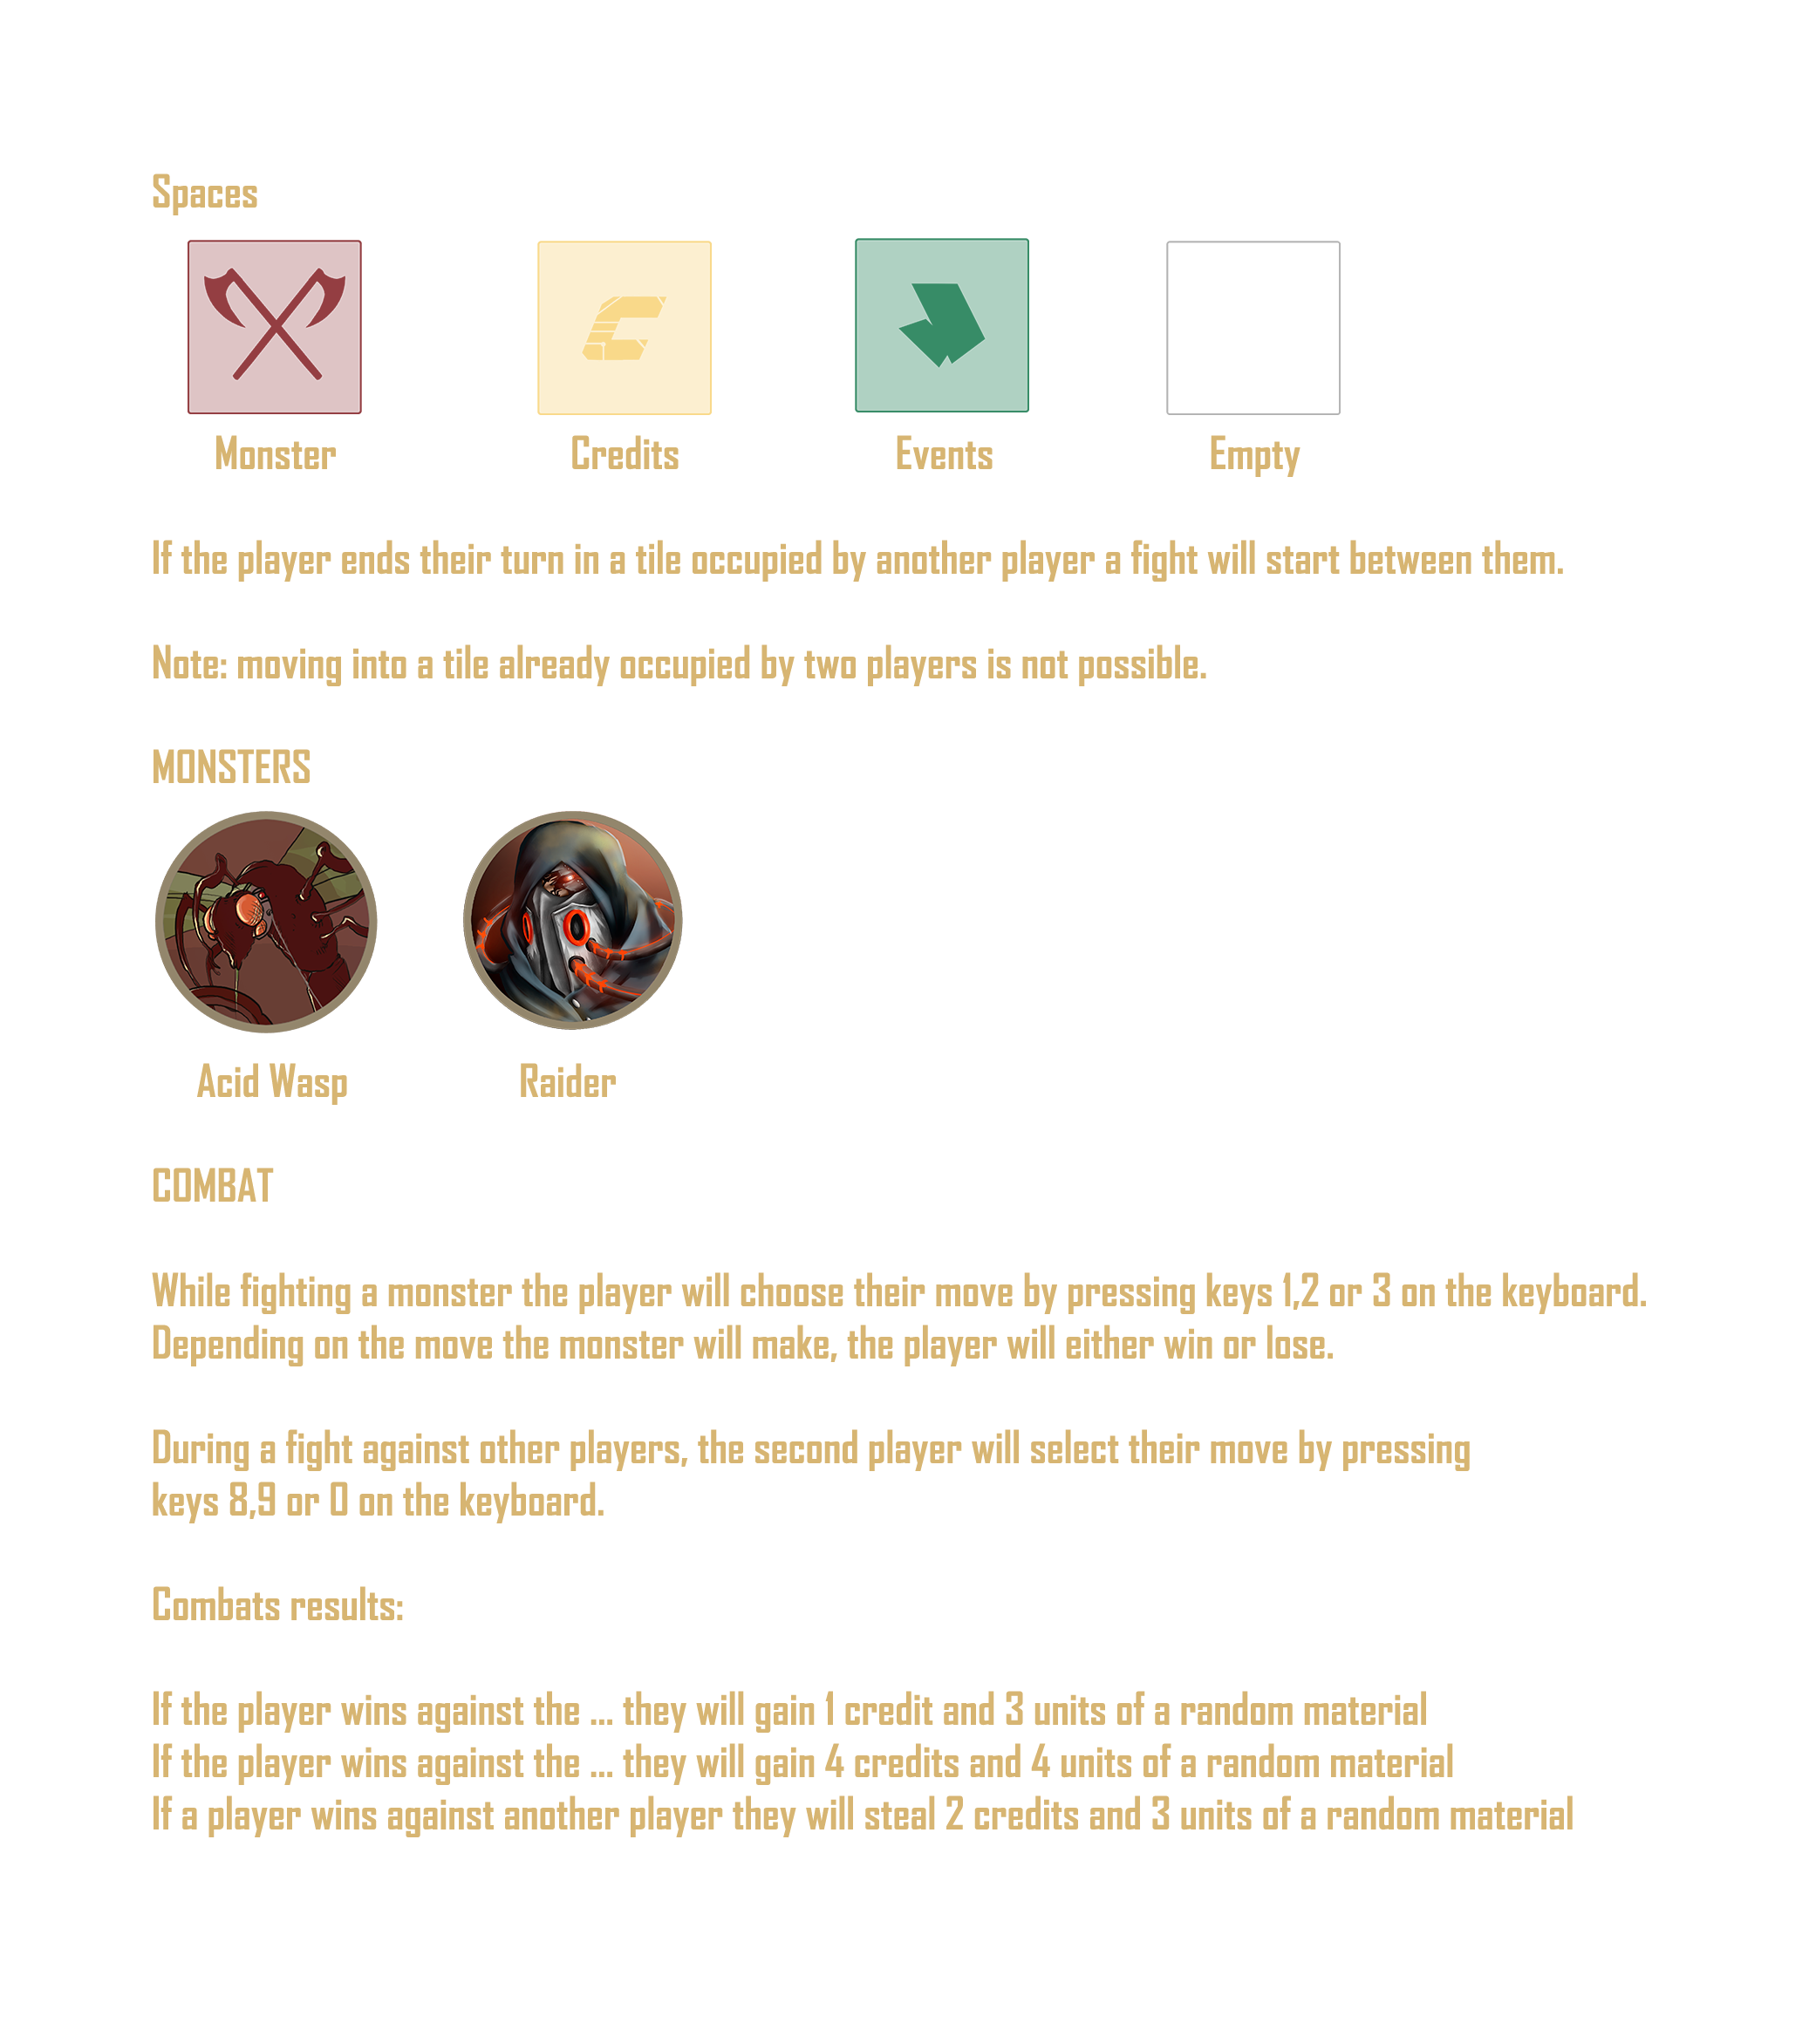 Spaces
Monster
Credits
Events
Empty
If the player ends their turn in a tile occupied by another player a fight will start between them.
Note: moving into a tile already occupied by two players is not possible.
MONSTERS
Acid Wasp
Raider
COMBAT
While fighting a monster the player will choose their move by pressing keys 1,2 or 3 on the keyboard.
Depending on the move the monster will make, the player will either win or lose.
During a fight against other players, the second player will select their move by pressing
keys 8,9 or 0 on the keyboard.
Combats results:
If the player wins against the ... they will gain 1 credit and 3 units of a random material
If the player wins against the ... they will gain 4 credits and 4 units of a random material
If a player wins against another player they will steal 2 credits and 3 units of a random material